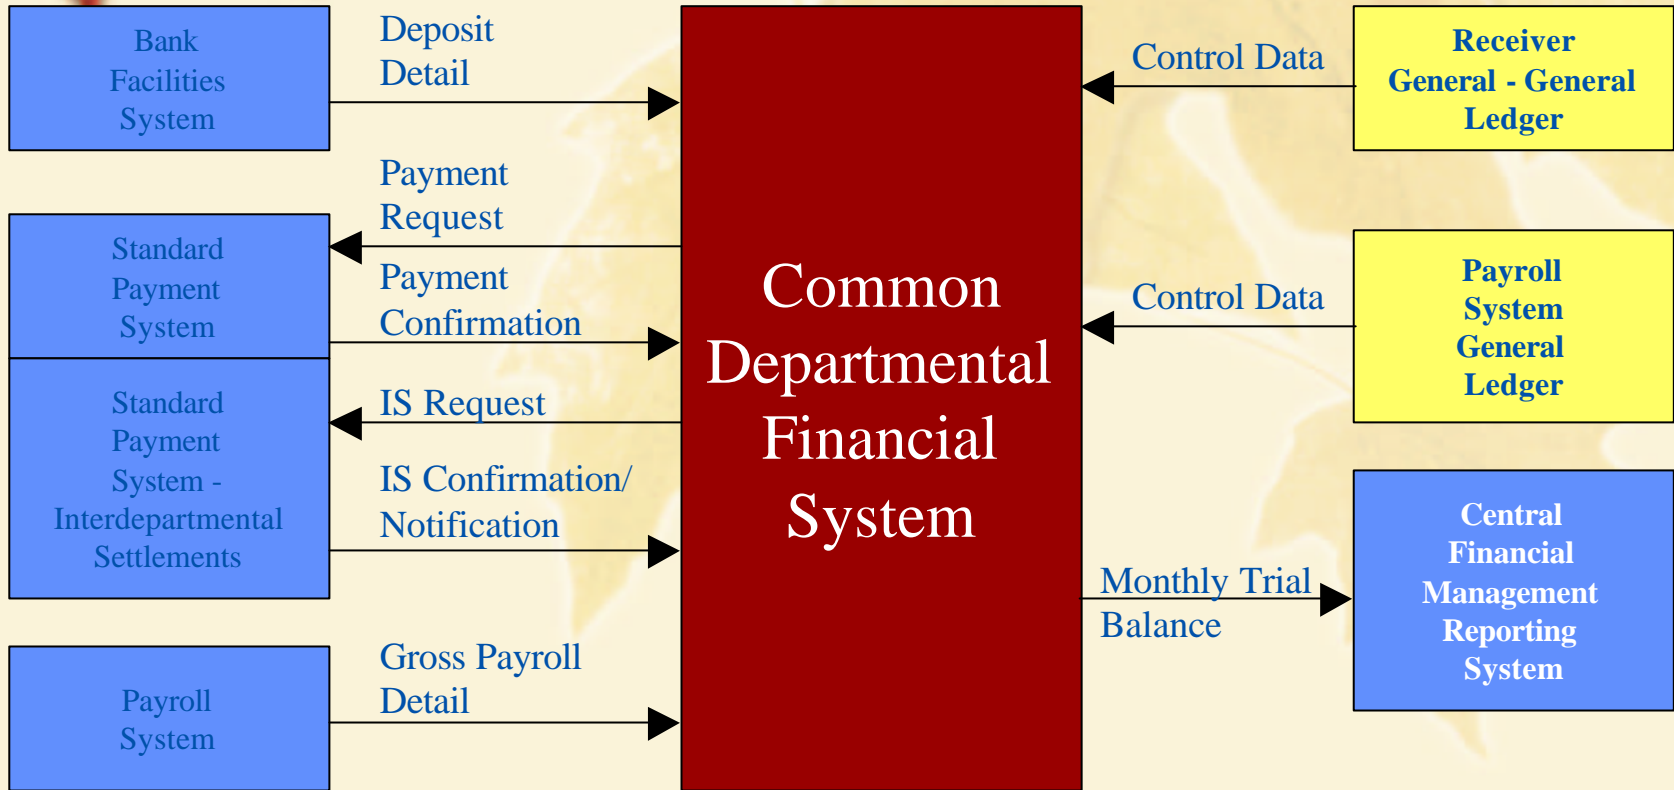 Bank
Facilities
System
Deposit
Detail
Control Data
Receiver
General - General
Ledger
Payment
Request
Standard
Payment
System
Payment
Confirmation
Common
Departmental
Financial
System
Control Data
Payroll
System
General
Ledger
Standard
Payment
System -
Interdepartmental
Settlements
IS Request
IS Confirmation/
Notification
Monthly Trial
Balance
Central
Financial
Management
Reporting
System
Payroll
System
Gross Payroll
Detail